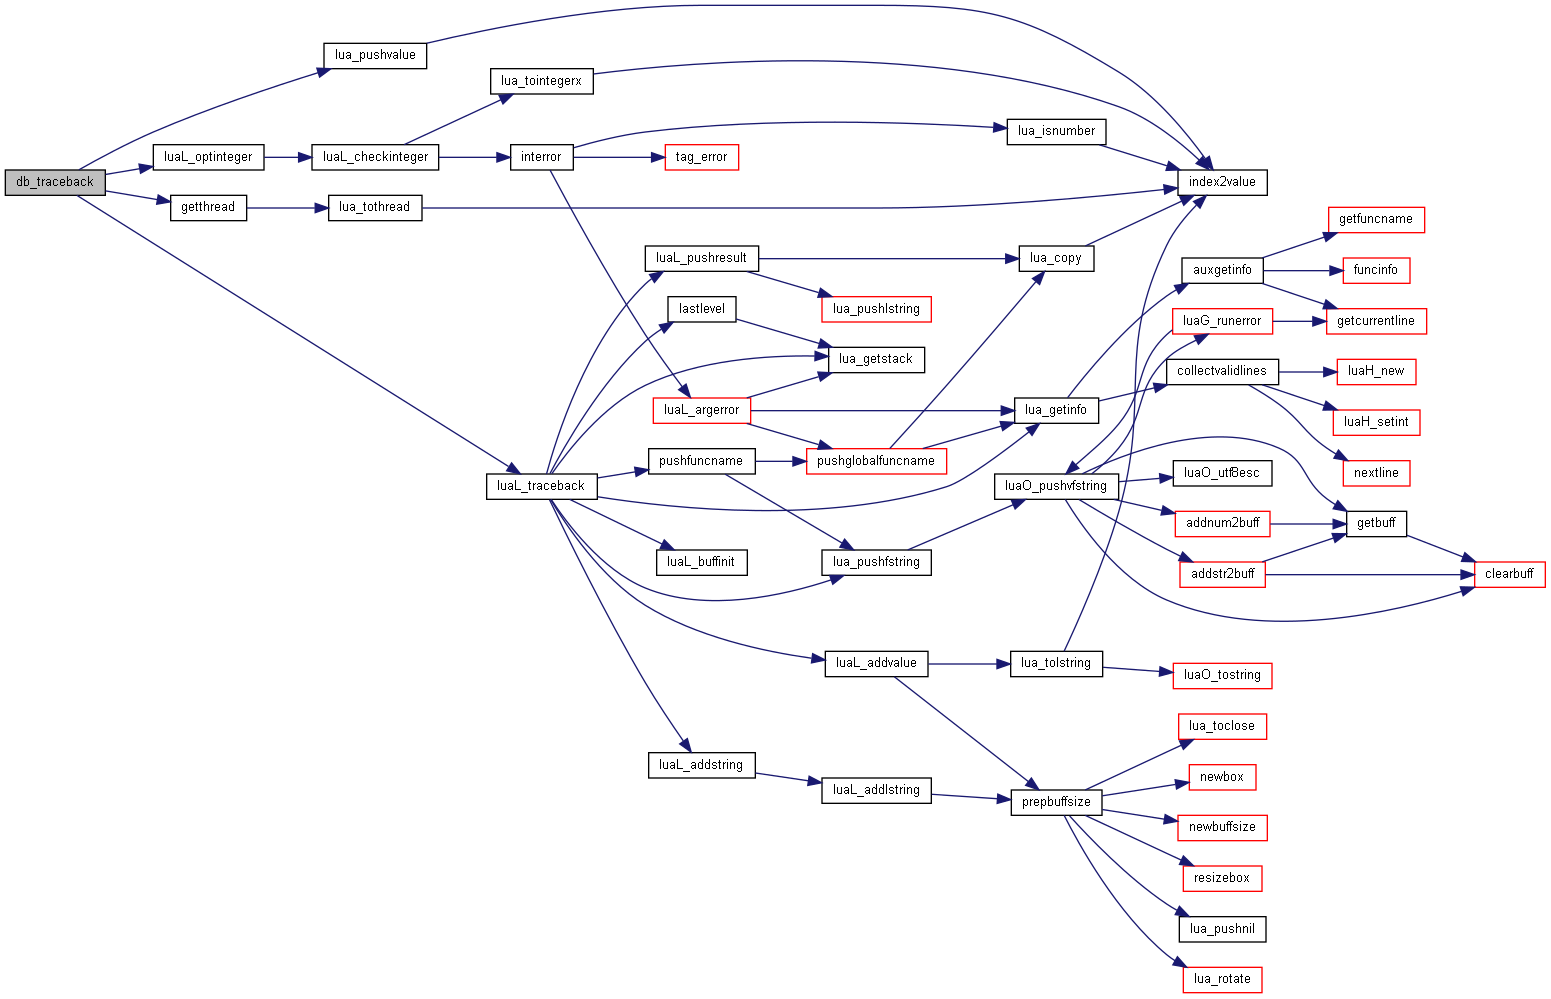 db_traceback
lua_pushvalue
luaL_optinteger
getthread
luaL_checkinteger
lua_tothread
lua_tointegerx
interror
luaL_traceback
tag_error
luaL_pushresult
lastlevel
luaL_argerror
pushfuncname
luaL_buffinit
luaL_addstring
lua_pushlstring
lua_getstack
pushglobalfuncname
lua_pushfstring
luaL_addvalue
luaL_addlstring
lua_isnumber
lua_copy
lua_getinfo
luaO_pushvfstring
lua_tolstring
prepbuffsize
index2value
auxgetinfo
luaG_runerror
collectvalidlines
luaO_utf8esc
addnum2buff
addstr2buff
luaO_tostring
lua_toclose
newbox
newbuffsize
resizebox
lua_pushnil
lua_rotate
getfuncname
funcinfo
getcurrentline
luaH_new
luaH_setint
nextline
getbuff
clearbuff